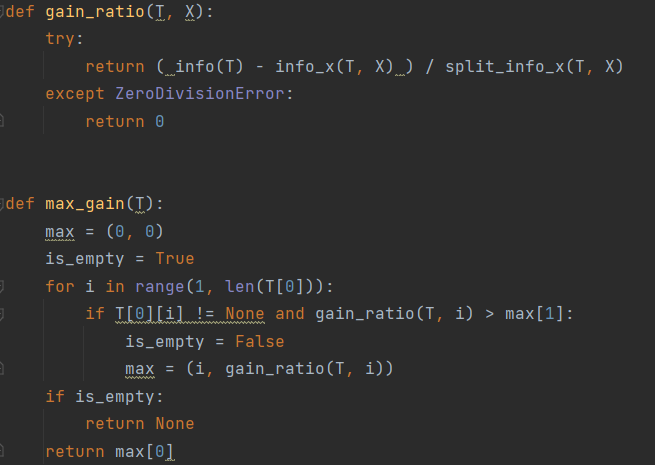 def gain_ratio(T, X):
    try:
        return ( info(T) - info_x(T, X) ) / split_info_x(T, X)
    except ZeroDivisionError:
        return 0
def max_gain(T):
    max = (0, 0)
    is_empty = True
    for i in range(1, len(T[0])):
        if T[0][i] != None and gain_ratio(T, i) > max[1]:
            is_empty = False
            max = (i, gain_ratio(T, i))
    if is_empty:
        return None
    return max[0]